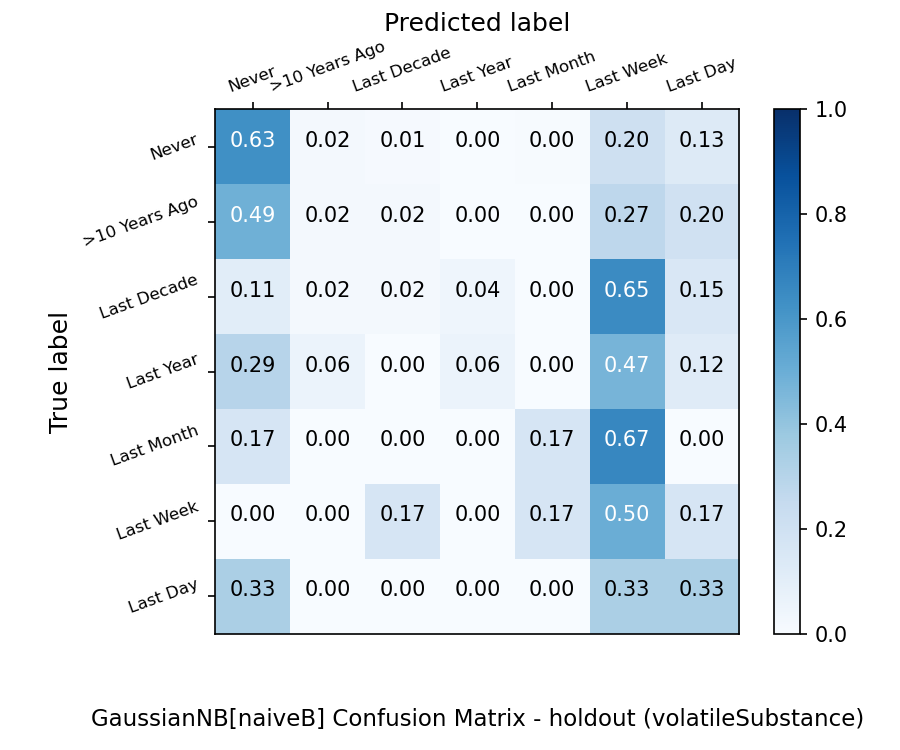 Predicted label
Never >10 Years Ago Last Decade Last Year Last Month Last Week Last Day
True label
Never 0.63 0.02 0.01 0.00 0.00 0.20 0.13
>10 Years Ago 0.49 0.02 0.02 0.00 0.00 0.27 0.20
Last Decade 0.11 0.02 0.02 0.04 0.00 0.65 0.15
Last Year 0.29 0.06 0.00 0.06 0.00 0.47 0.12
Last Month 0.17 0.00 0.00 0.00 0.17 0.67 0.00
Last Week 0.00 0.00 0.17 0.00 0.17 0.50 0.17
Last Day 0.33 0.00 0.00 0.00 0.00 0.33 0.33
1.0
0.8
0.6
0.4
0.2
0.0
GaussianNB[naiveB] Confusion Matrix - holdout (volatileSubstance)